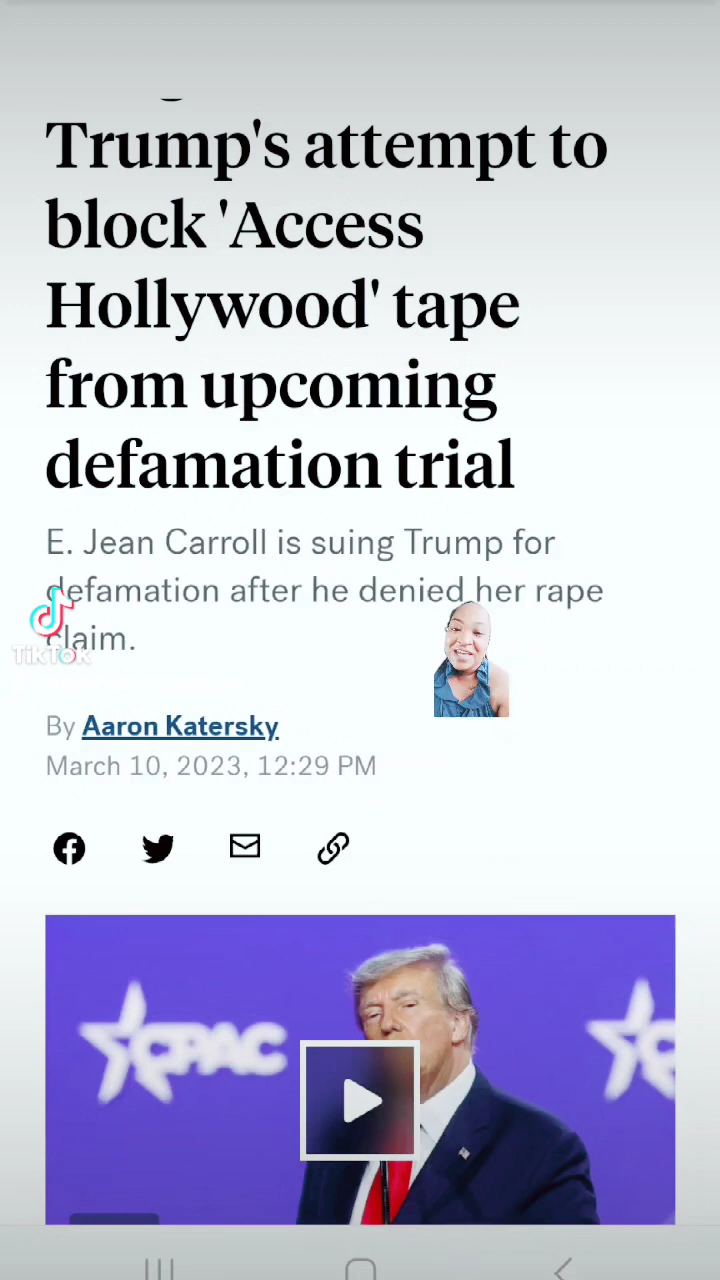 Trump's attempt to
block 'Access
Hollywood' tape
from upcoming
defamation trial
E. Jean Carroll is suing Trump for
defamation after he denied her rape
claim.
TikTok
By Aaron Katersky
March 10, 2023, 12:29 PM
CPAC